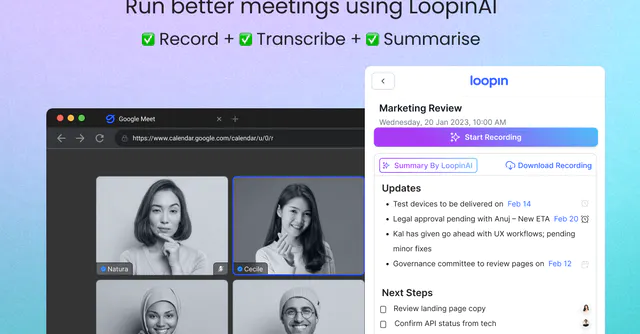 Run better meetings using LoopinAI
✅ Record + ✅ Transcribe + ✅ Summarise
loopin
Marketing Review
Wednesday, 20 Jan 2023, 10:00 AM
Start Recording
Summary By LoopinAI
Download Recording
Updates
• Test devices to be delivered on Feb 14
• Legal approval pending with Anuj – New ETA Feb 20
• Kal has given go ahead with UX workflows; pending
minor fixes
• Governance committee to review pages on Feb 12
Next Steps
Review landing page copy
Confirm API status from tech
Google Meet
https://www.calendar.google.com/calendar/u/0/r
Natura
Cecile